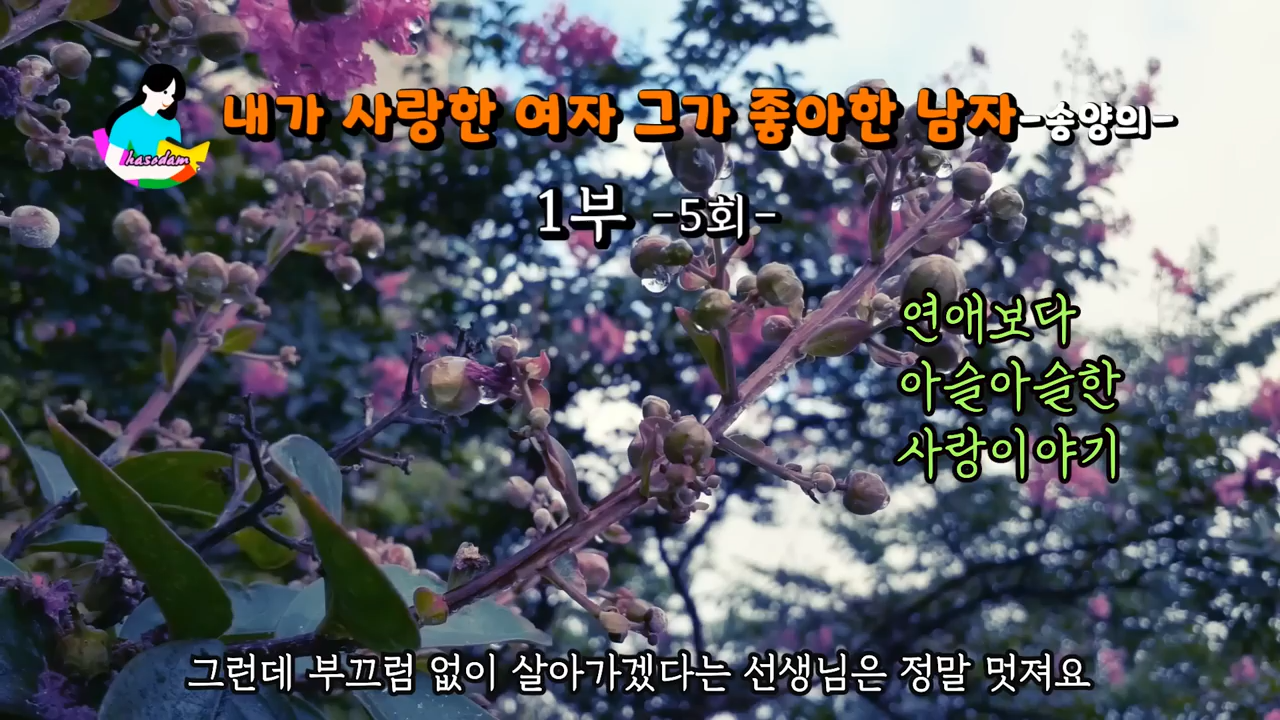 내가 사랑한 여자 그가 좋아한 남자-송양의-
hasodam
1부 -5회-
연애보다
아슬아슬한
사랑이야기
그런데 부끄럼 없이 살아가겠다는 선생님은 정말 멋져요